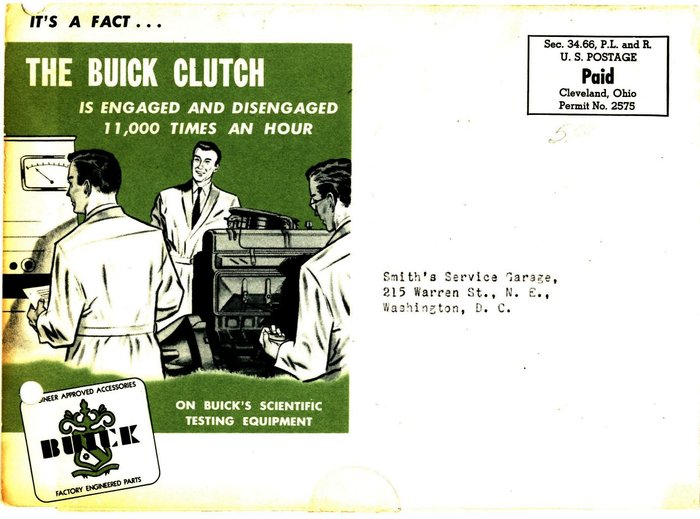 IT'S A FACT...
THE BUICK CLUTCH
IS ENGAGED AND DISENGAGED
11,000 TIMES AN HOUR
ON BUICK'S SCIENTIFIC
TESTING EQUIPMENT
NEER APPROVED ACCESSORIES
BUICK
FACTORY ENGINEERED PARTS
Sec. 34.66, P.L. and R.
U. S. POSTAGE
Paid
Cleveland, Ohio
Permit No. 2575
Smith's Service Garage,
215 Warren St., N. E.,
Washington, D. C.